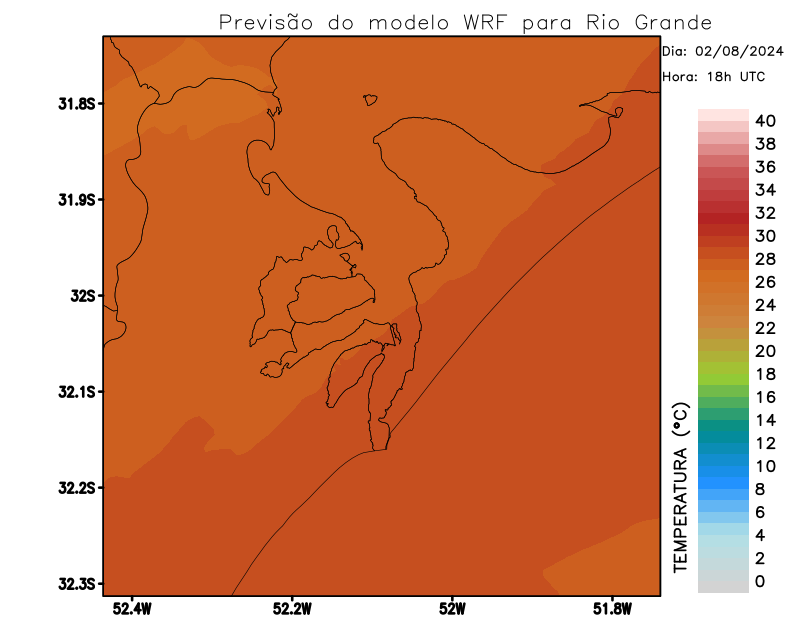 Previsão do modelo WRF para Rio Grande
Dia: 02/08/2024
Hora: 18h UTC
31.8S
31.9S
32S
32.1S
32.2S
32.3S
52.4W
52.2W
52W
51.8W
40
38
36
34
32
30
28
26
24
22
20
18
16
14
12
10
8
6
4
2
0
TEMPERATURA (°C)